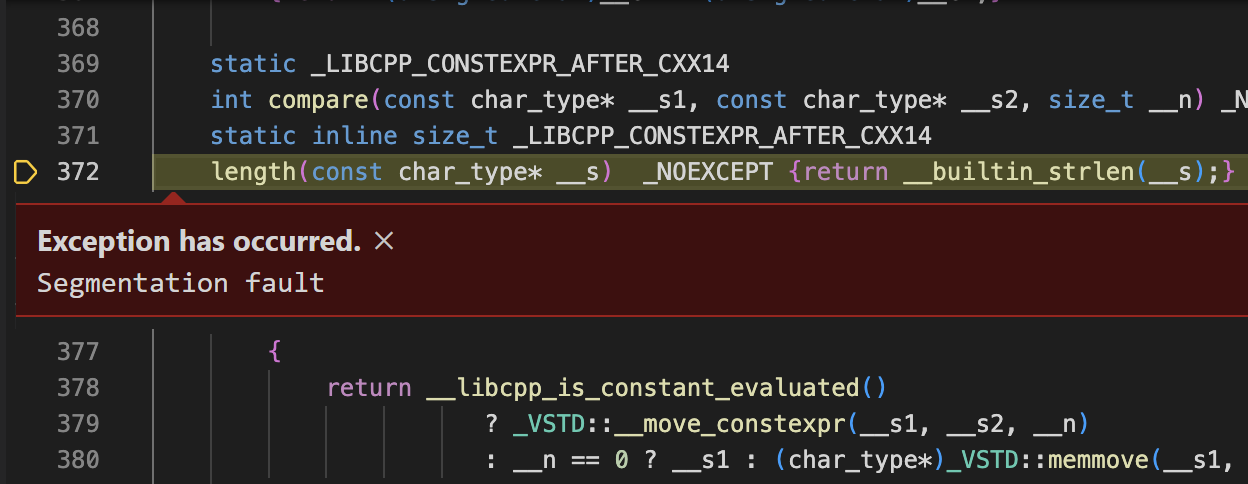 368
369 static _LIBCPP_CONSTEXPR_AFTER_CXX14
370 int compare(const char_type* __s1, const char_type* __s2, size_t __n) _N
371 static inline size_t _LIBCPP_CONSTEXPR_AFTER_CXX14
372 length(const char_type* __s)  _NOEXCEPT {return __builtin_strlen(__s);}
Exception has occurred. ×
Segmentation fault
377 {
378 return __libcpp_is_constant_evaluated()
379 ? _VSTD::__move_constexpr(__s1, __s2, __n)
380 : __n == 0 ? __s1 : (char_type*)_VSTD::memmove(__s1,